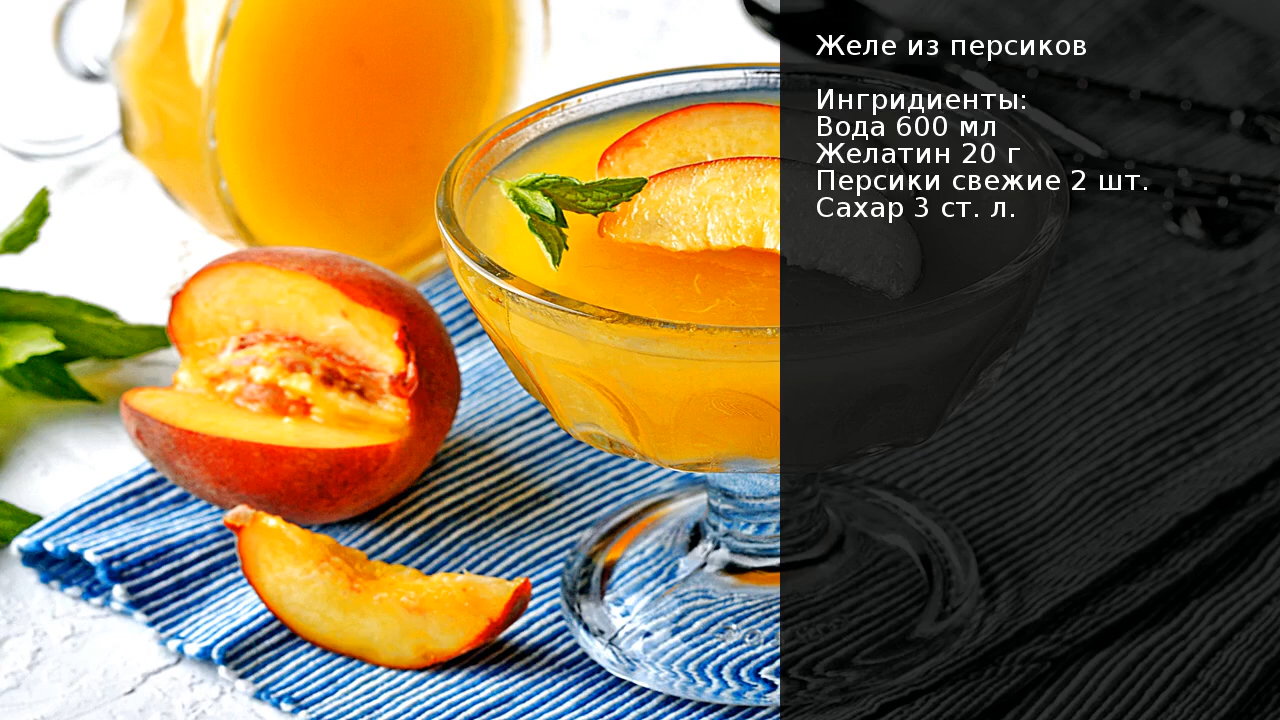 Желе из персиков
Ингридиенты:
Вода 600 мл
Желатин 20 г
Персики свежие 2 шт.
Сахар 3 ст. л.